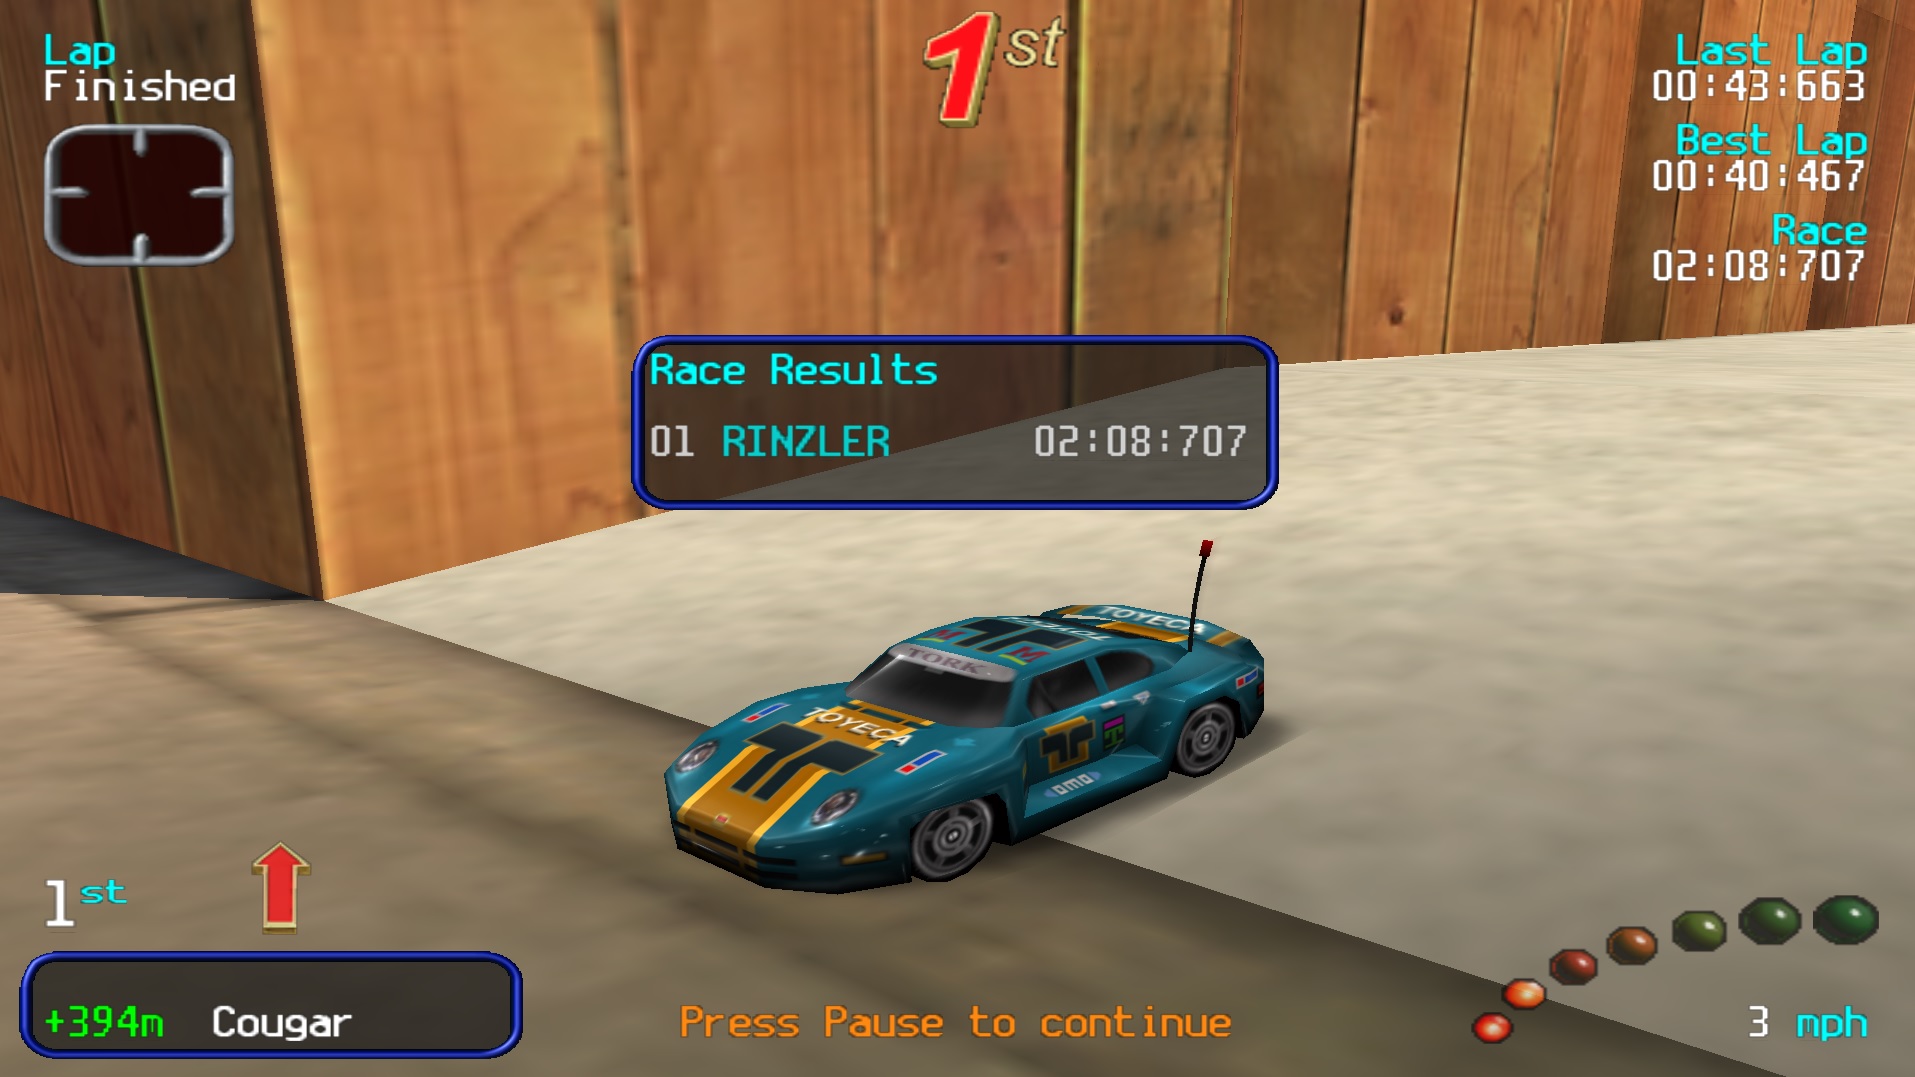 Lap
Finished
1st
Last Lap
00:43:663
Best Lap
00:40:467
Race
02:08:707
Race Results
01 RINZLER 02:08:707
TOYECA
TORK
TOYECA
omo
1st
+394m Cougar
Press Pause to continue
3 mph